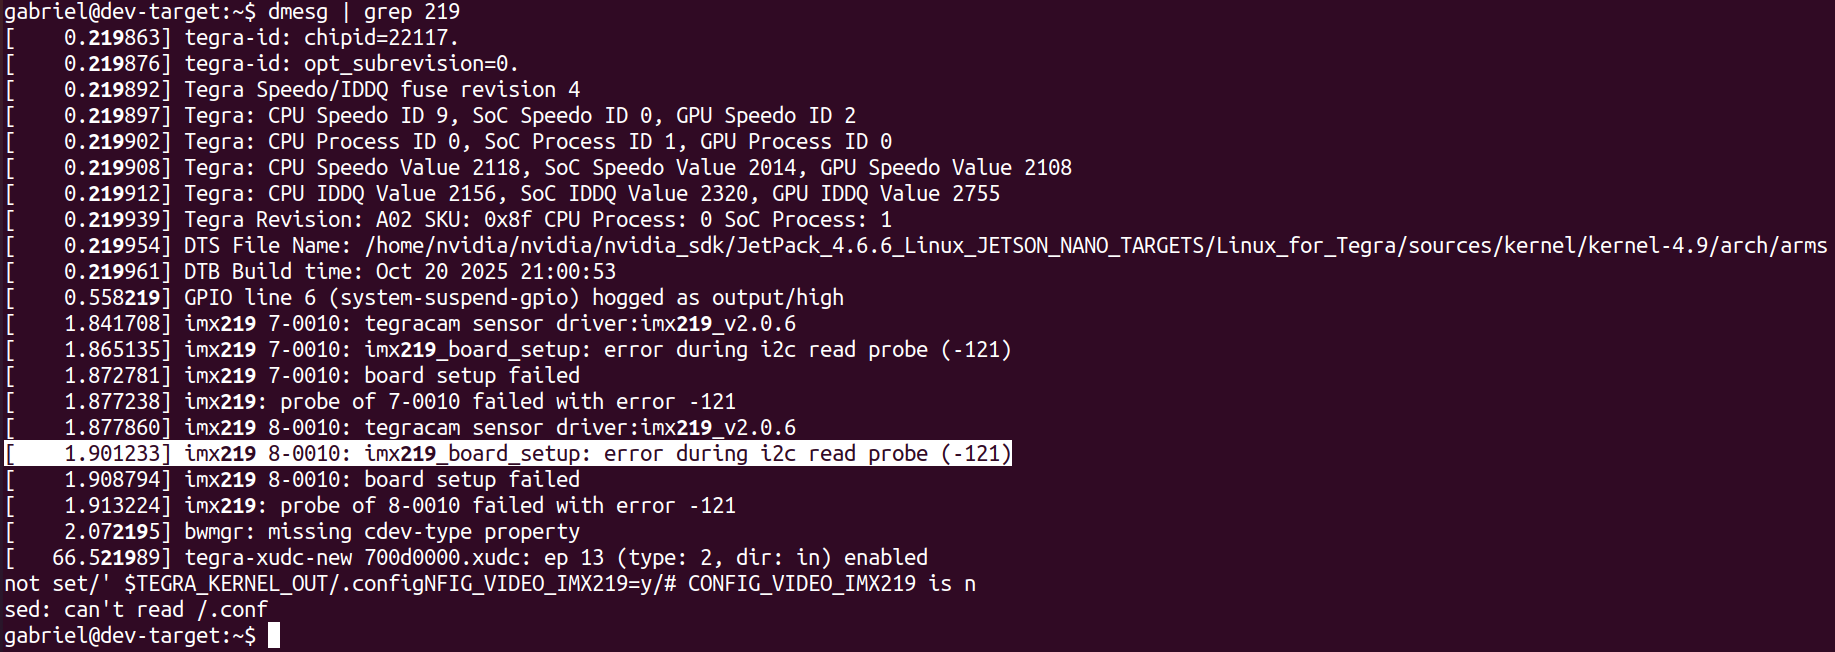 gabriel@dev-target:~$ dmesg | grep 219
[    0.219863] tegra-id: chipid=22117.
[    0.219876] tegra-id: opt_subrevision=0.
[    0.219892] Tegra Speedo/IDDQ fuse revision 4
[    0.219897] Tegra: CPU Speedo ID 9, SoC Speedo ID 0, GPU Speedo ID 2
[    0.219902] Tegra: CPU Process ID 0, SoC Process ID 1, GPU Process ID 0
[    0.219908] Tegra: CPU Speedo Value 2118, SoC Speedo Value 2014, GPU Speedo Value 2108
[    0.219912] Tegra: CPU IDDQ Value 2156, SoC IDDQ Value 2320, GPU IDDQ Value 2755
[    0.219939] Tegra Revision: A02 SKU: 0x8f CPU Process: 0 SoC Process: 1
[    0.219954] DTS File Name: /home/nvidia/nvidia/nvidia_sdk/JetPack_4.6.6_Linux_JETSON_NANO_TARGETS/Linux_for_Tegra/sources/kernel/kernel-4.9/arch/arms
[    0.219961] DTB Build time: Oct 20 2025 21:00:53
[    0.558219] GPIO line 6 (system-suspend-gpio) hogged as output/high
[    1.841708] imx219 7-0010: tegracam sensor driver:imx219_v2.0.6
[    1.865135] imx219 7-0010: imx219_board_setup: error during i2c read probe (-121)
[    1.872781] imx219 7-0010: board setup failed
[    1.877238] imx219: probe of 7-0010 failed with error -121
[    1.877860] imx219 8-0010: tegracam sensor driver:imx219_v2.0.6
[    1.901233] imx219 8-0010: imx219_board_setup: error during i2c read probe (-121)
[    1.908794] imx219 8-0010: board setup failed
[    1.913224] imx219: probe of 8-0010 failed with error -121
[    2.072195] bwmgr: missing cdev-type property
[   66.521989] tegra-xudc-new 700d0000.xudc: ep 13 (type: 2, dir: in) enabled
not set/' $TEGRA_KERNEL_OUT/.configNFIG_VIDEO_IMX219=y/# CONFIG_VIDEO_IMX219 is n
sed: can't read /.conf
gabriel@dev-target:~$